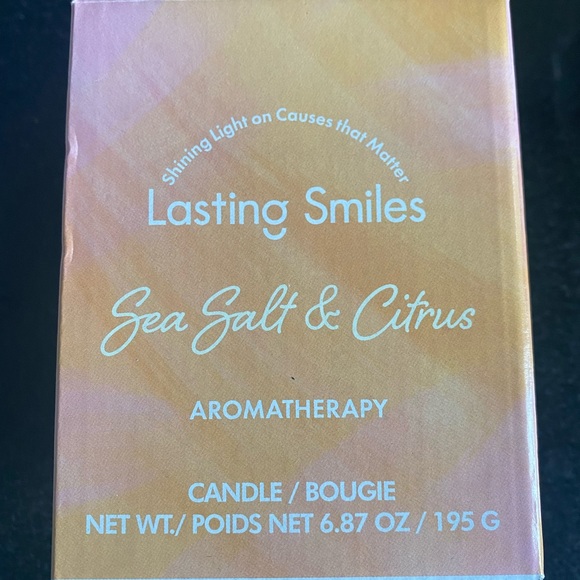 Shining Light on Causes that Matter
Lasting Smiles
Sea Salt & Citrus
AROMATHERAPY
CANDLE / BOUGIE
NET WT./ POIDS NET 6.87 OZ / 195 G